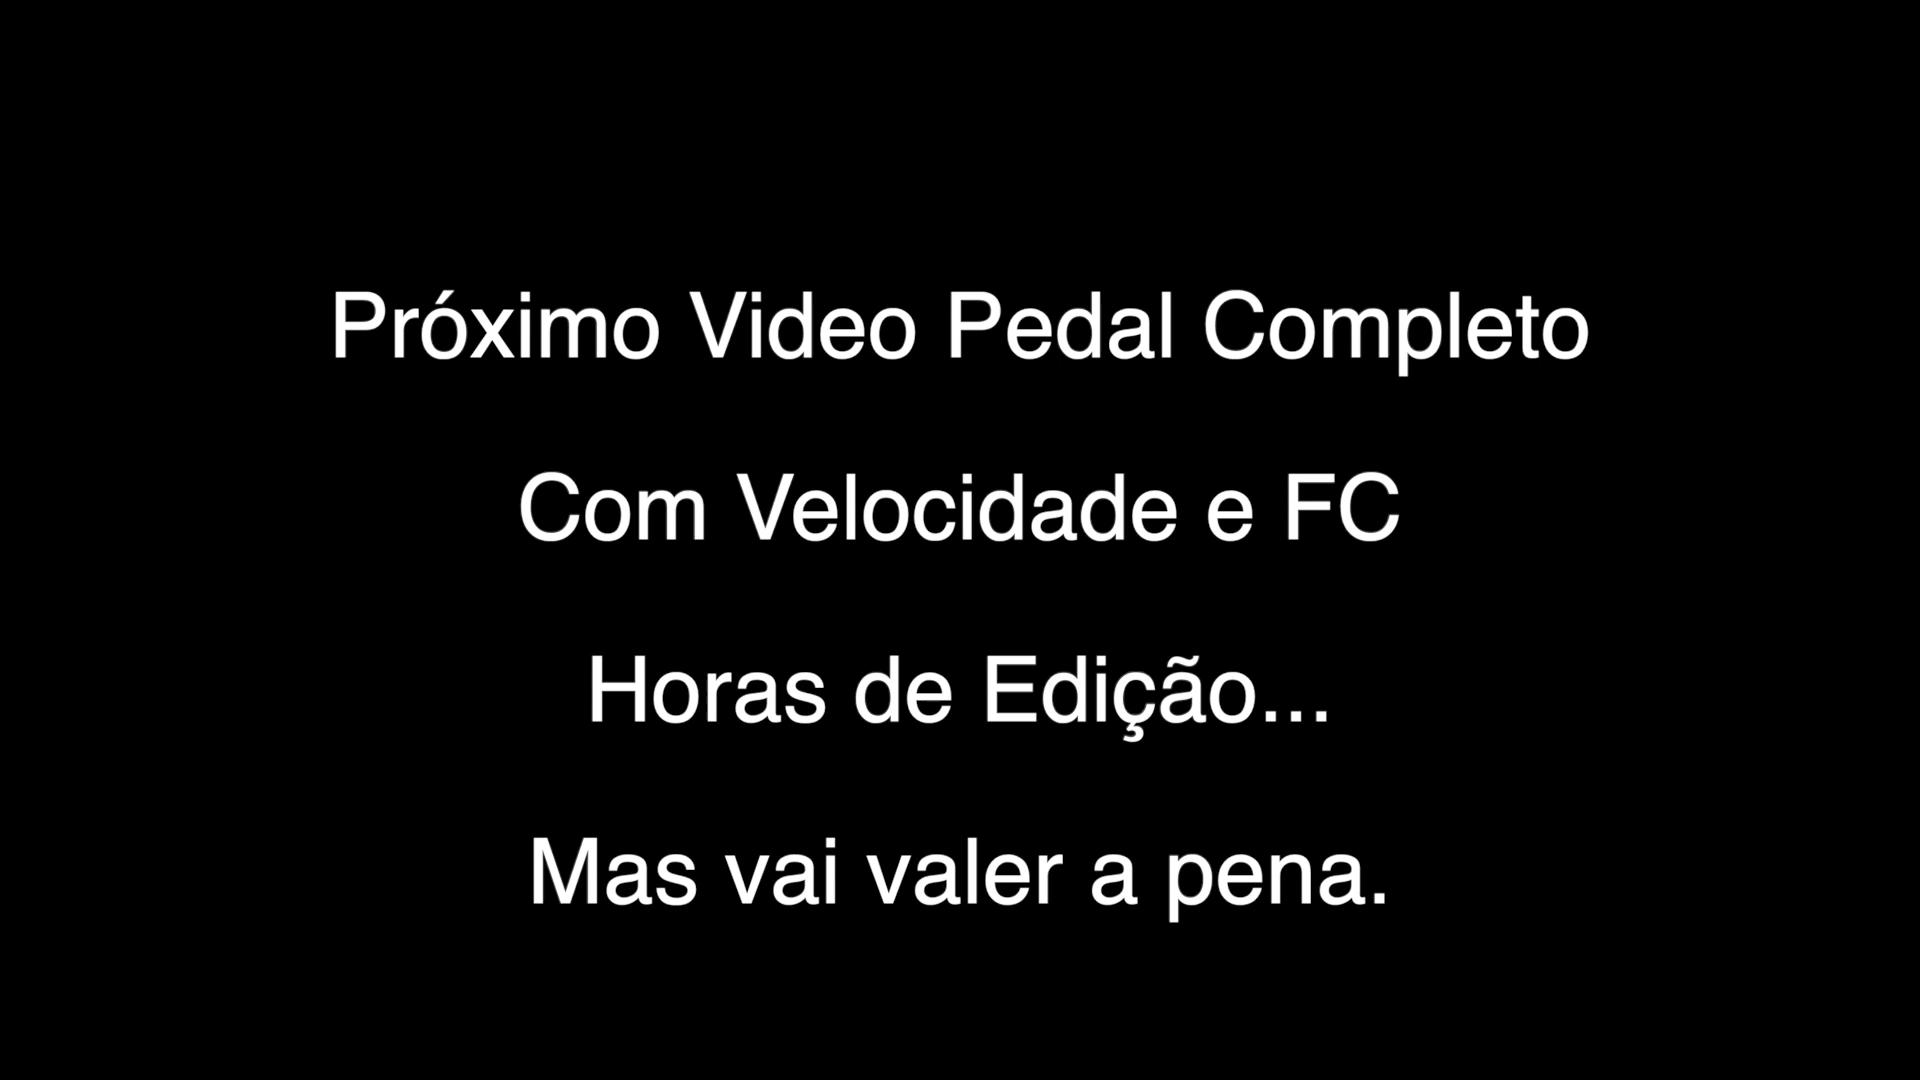 Próximo Video Pedal Completo
Com Velocidade e FC
Horas de Edição...
Mas vai valer a pena.